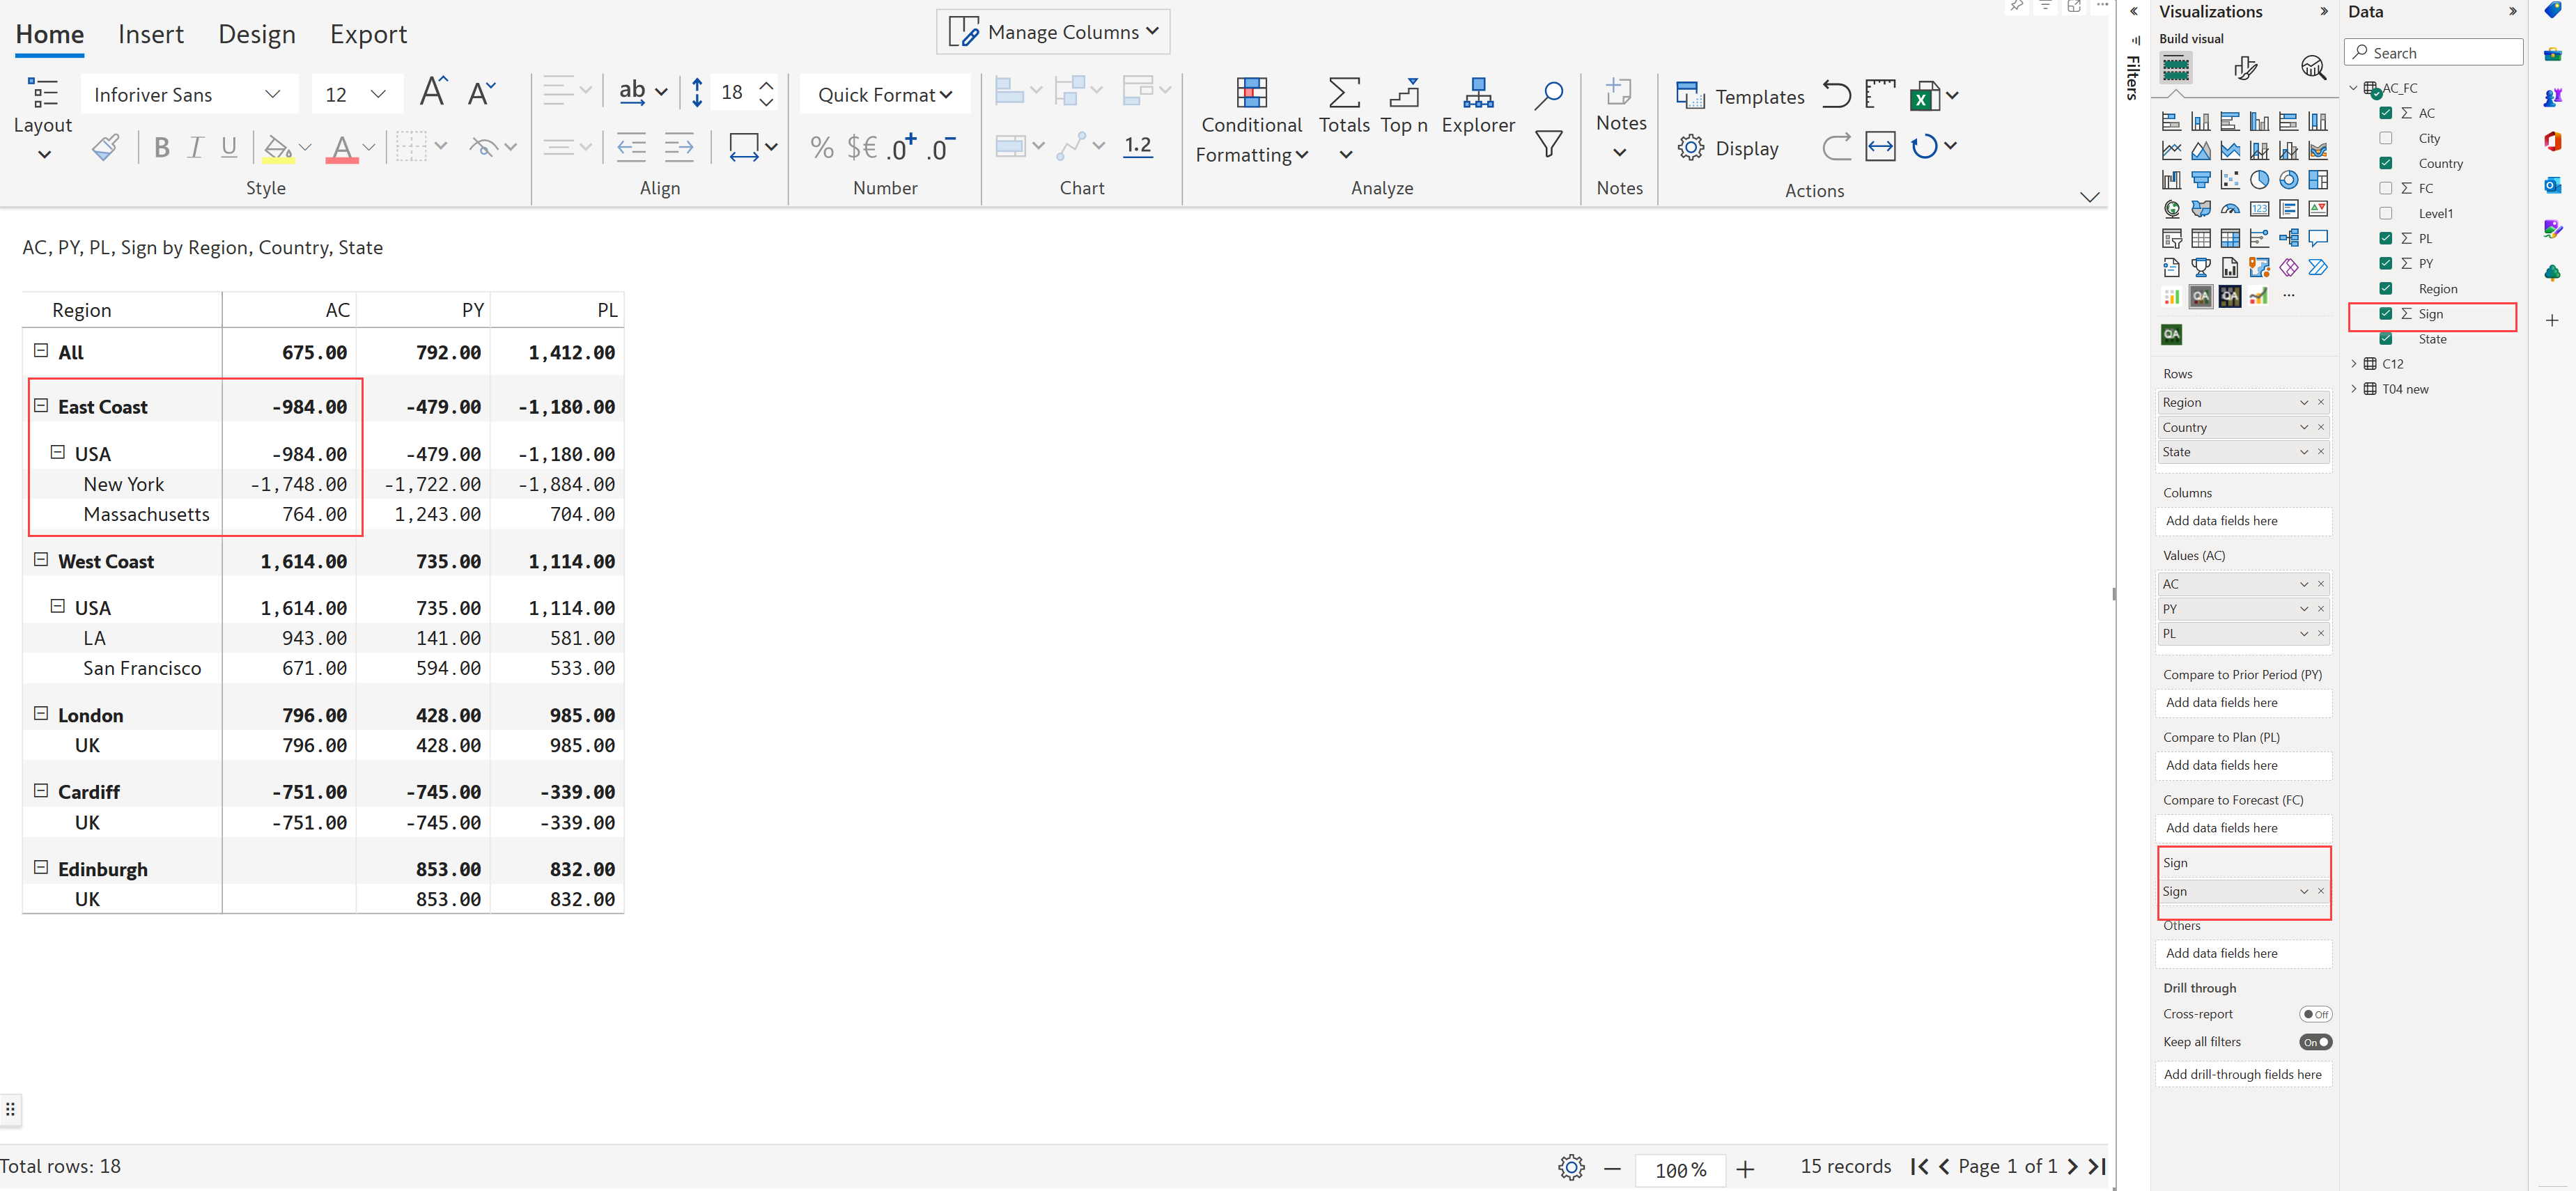 Home Insert Design Export
Manage Columns
Layout
Inforiver Sans 12 A A
B I U A
Style
ab 18
Align
Quick Format
% $€ .0+ .0-
Number
1.2
Chart
Conditional Formatting
Totals
Top n
Explorer
Analyze
Notes
Notes
Templates
Display
Actions
AC, PY, PL, Sign by Region, Country, State
Region AC PY PL
All 675.00 792.00 1,412.00
East Coast -984.00 -479.00 -1,180.00
USA -984.00 -479.00 -1,180.00
New York -1,748.00 -1,722.00 -1,884.00
Massachusetts 764.00 1,243.00 704.00
West Coast 1,614.00 735.00 1,114.00
USA 1,614.00 735.00 1,114.00
LA 943.00 141.00 581.00
San Francisco 671.00 594.00 533.00
London 796.00 428.00 985.00
UK 796.00 428.00 985.00
Cardiff -751.00 -745.00 -339.00
UK -751.00 -745.00 -339.00
Edinburgh 853.00 832.00
UK 853.00 832.00
Total rows: 18
100 %
15 records
Page 1 of 1
Filters
Visualizations
Build visual
123
QA QA
QA
Rows
Region
Country
State
Columns
Add data fields here
Values (AC)
AC
PY
PL
Compare to Prior Period (PY)
Add data fields here
Compare to Plan (PL)
Add data fields here
Compare to Forecast (FC)
Add data fields here
Sign
Sign
Others
Add data fields here
Drill through
Cross-report Off
Keep all filters On
Add drill-through fields here
Data
Search
AC_FC
∑ AC
City
Country
∑ FC
Level1
∑ PL
∑ PY
Region
∑ Sign
State
C12
T04 new